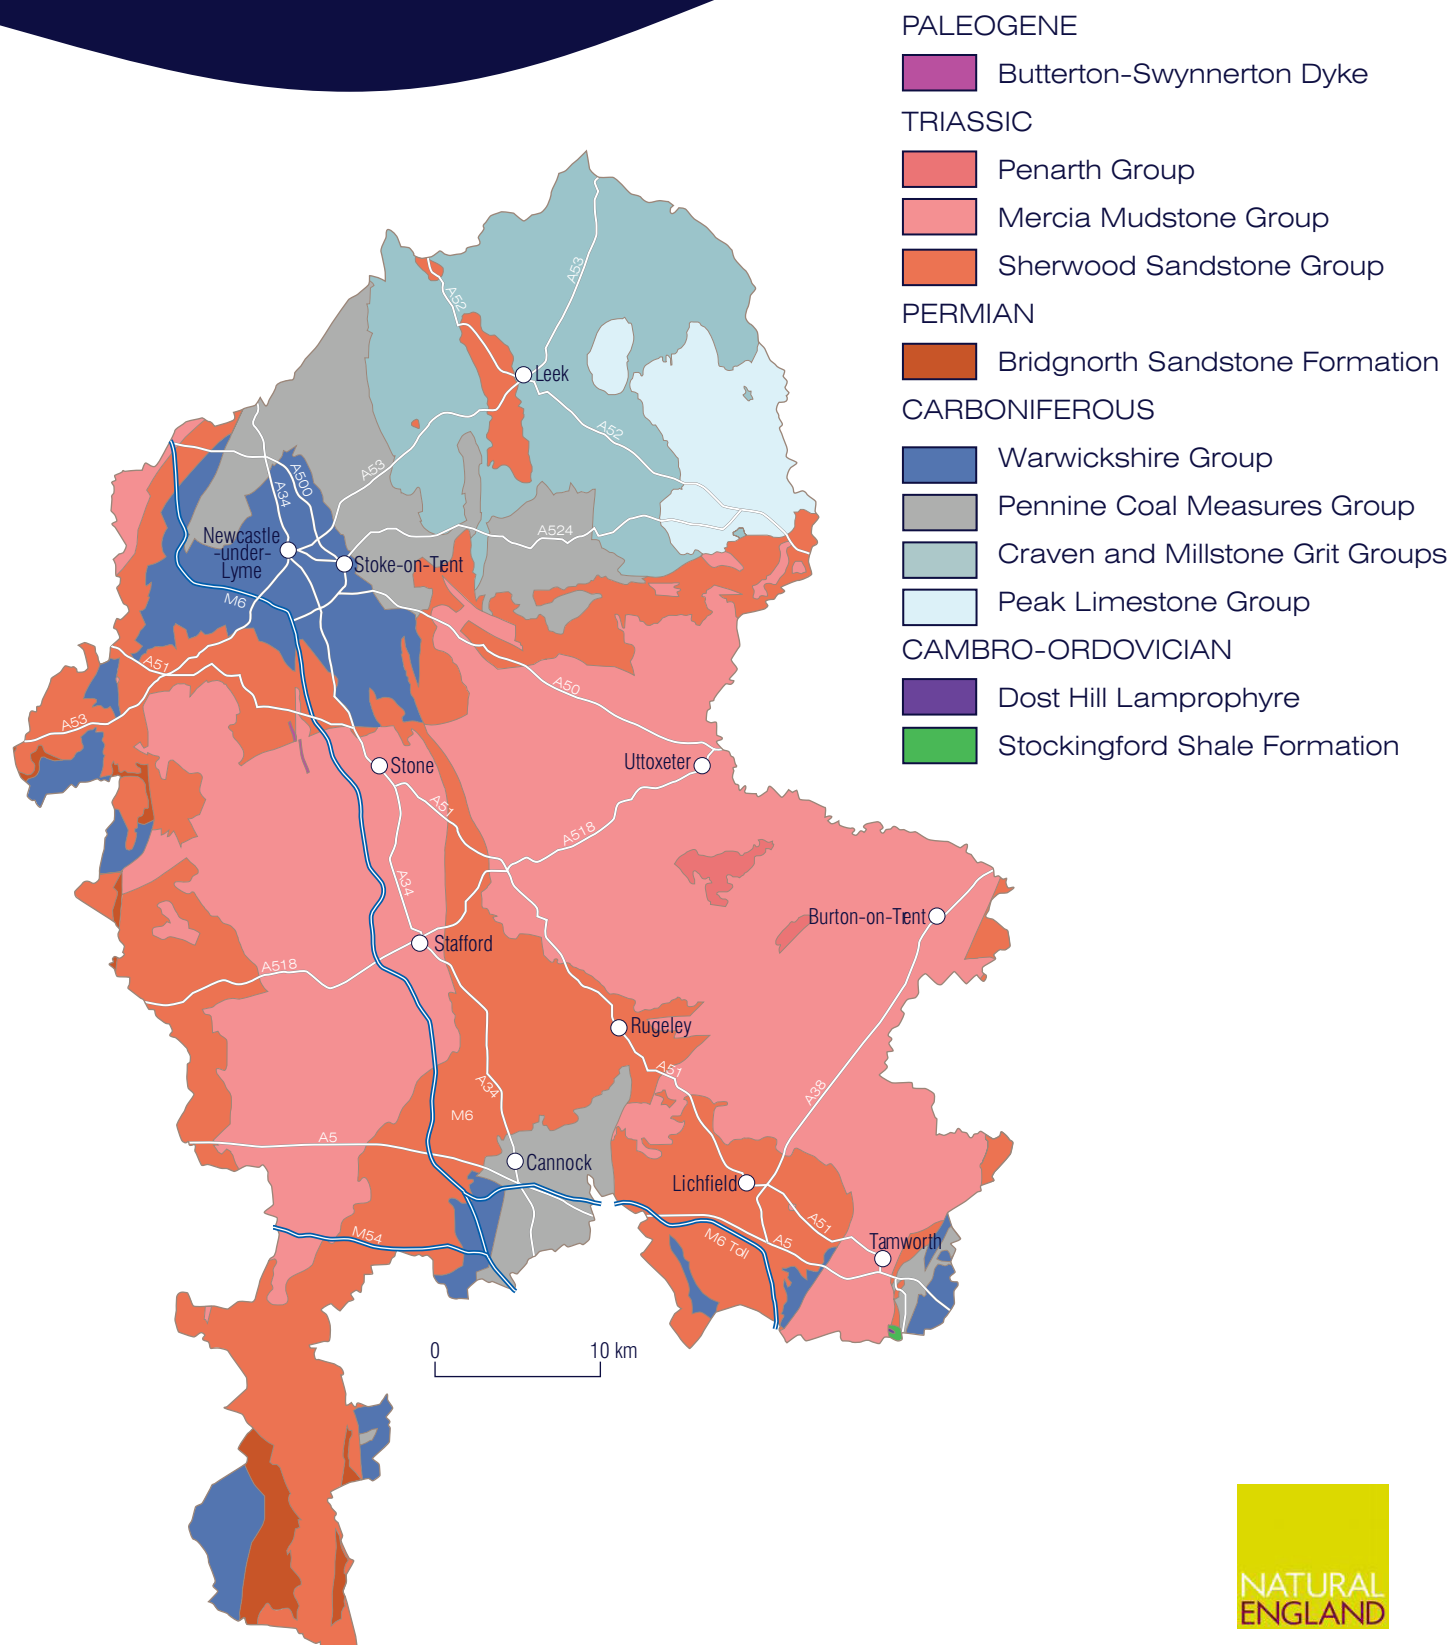 PALEOGENE
Butterton-Swynnerton Dyke
TRIASSIC
Penarth Group
Mercia Mudstone Group
Sherwood Sandstone Group
PERMIAN
Bridgnorth Sandstone Formation
CARBONIFEROUS
Warwickshire Group
Pennine Coal Measures Group
Craven and Millstone Grit Groups
Peak Limestone Group
CAMBRO-ORDOVICIAN
Dost Hill Lamprophyre
Stockingford Shale Formation
A53
A52
Leek
A52
A53
A500
A34
Newcastle
-under-
Lyme
A524
Stoke-on-Trent
M6
A51
A50
A53
Stone
Uttoxeter
A51
A518
A34
Burton-on-Trent
Stafford
A518
Rugeley
A51
A34
A38
M6
A5
Cannock
Lichfield
A51
M54
M6 Toll
A5
Tamworth
0
10 km
NATURAL
ENGLAND